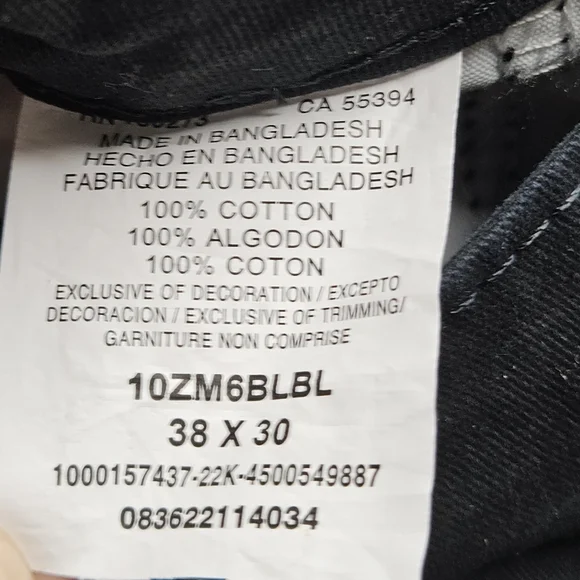 CA 55394
MADE IN BANGLADESH
HECHO EN BANGLADESH
FABRIQUE AU BANGLADESH
100% COTTON
100% ALGODON
100% COTON
EXCLUSIVE OF DECORATION / EXCEPTO
DECORACION / EXCLUSIVE OF TRIMMING/
GARNITURE NON COMPRISE
10ZM6BLBL
38 X 30
1000157437-22K-4500549887
083622114034